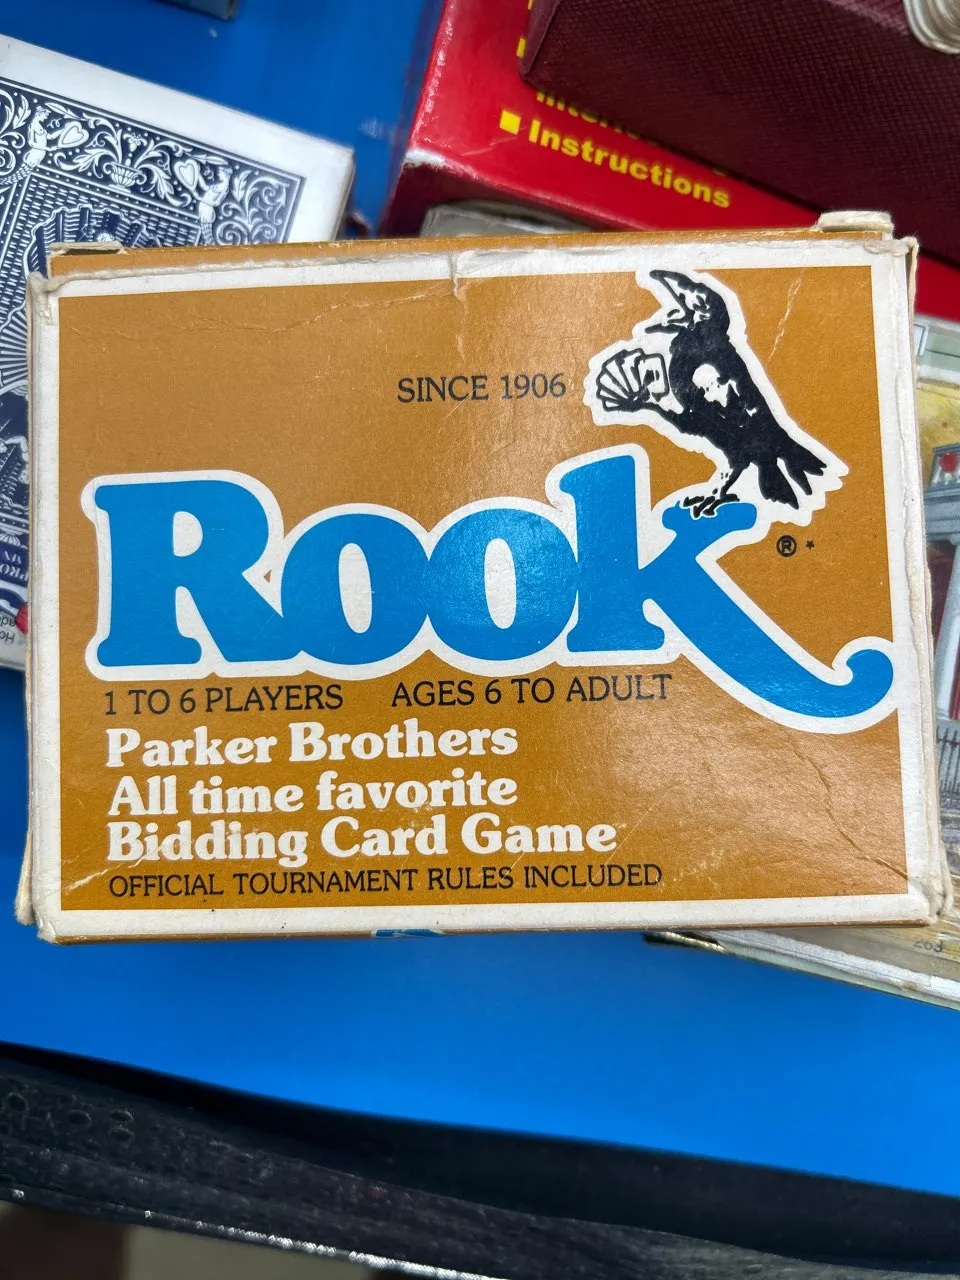 Instructions
SINCE 1906
Rook
®*
1 TO 6 PLAYERS AGES 6 TO ADULT
Parker Brothers
All time favorite
Bidding Card Game
OFFICIAL TOURNAMENT RULES INCLUDED
263